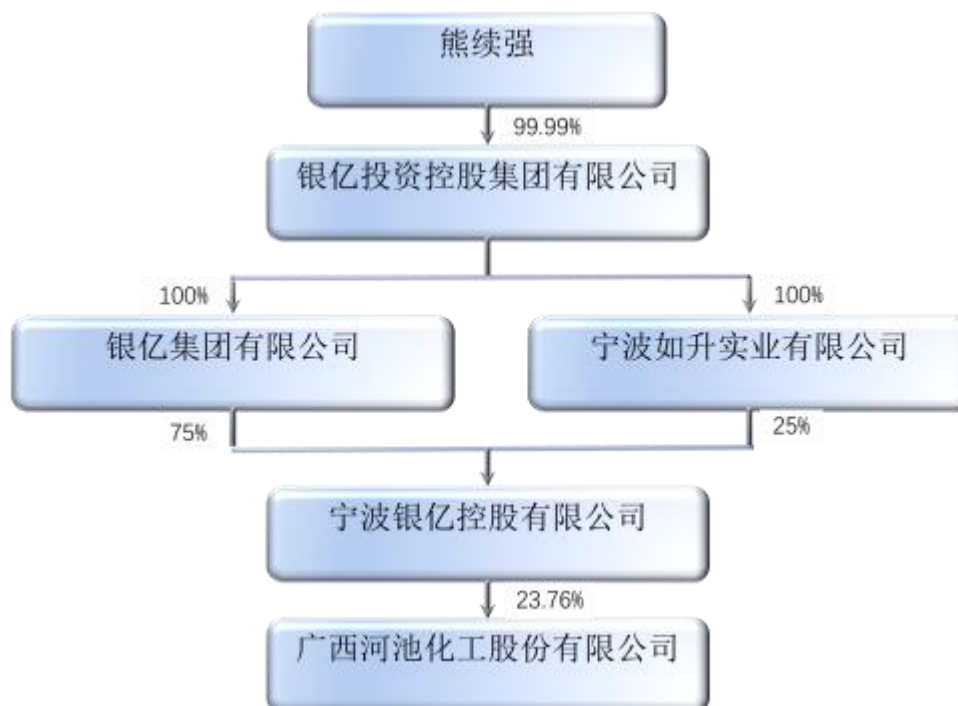 熊续强
99.99%
银亿投资控股集团有限公司
100%
100%
银亿集团有限公司
宁波如升实业有限公司
75%
25%
宁波银亿控股有限公司
23.76%
广西河池化工股份有限公司